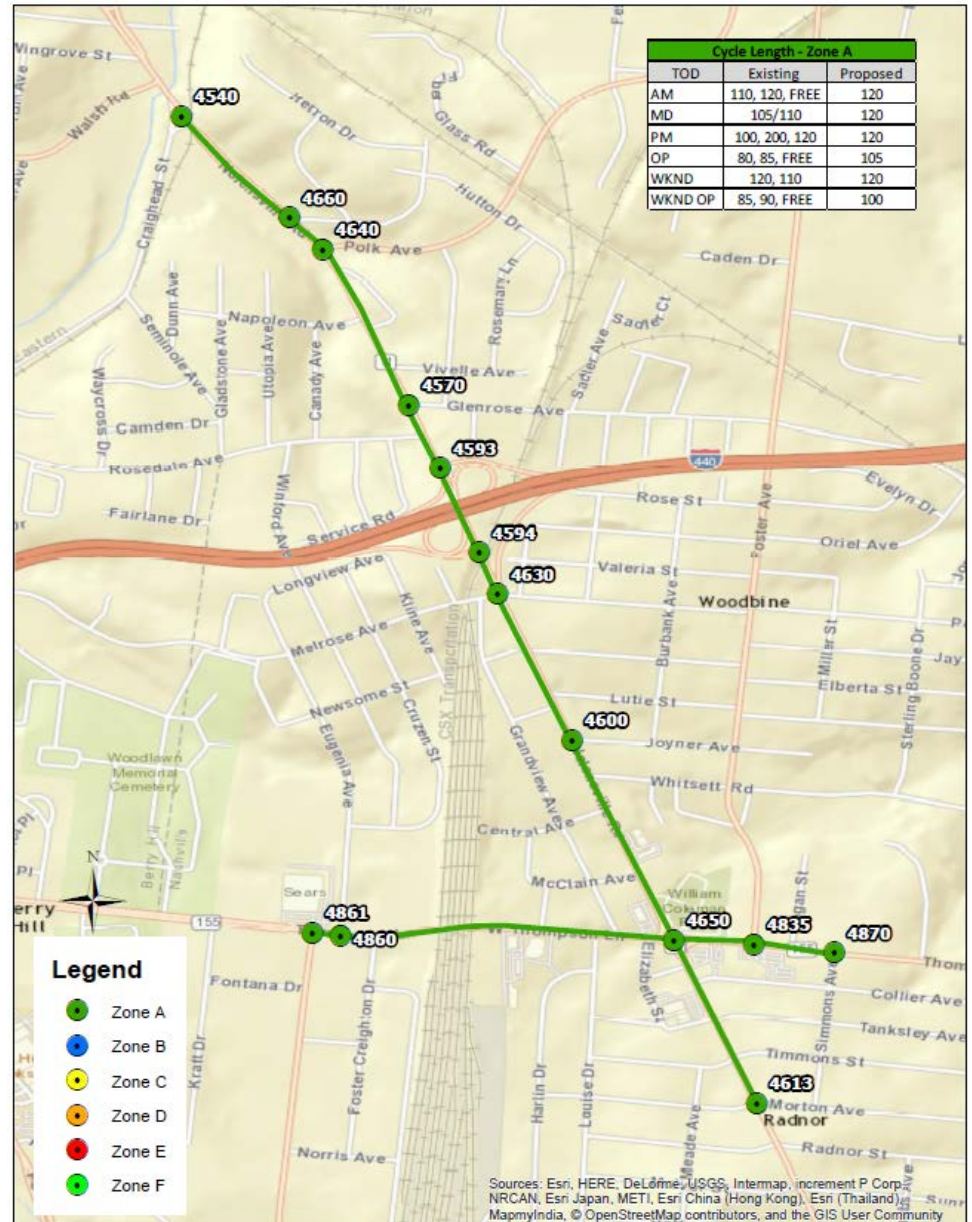 Cycle Length - Zone A
TOD Existing Proposed
AM 110, 120, FREE 120
MD 105/110 120
PM 100, 200, 120 120
OP 80, 85, FREE 105
WKND 120, 110 120
WKND OP 85, 90, FREE 100
Wingrove St
Walsh Rd
4540
Craighead St
Hutton Dr
4660
4640
Polk Ave
Caden Dr
Dunn Ave
Napoleon Ave
Rosemary Ln
Sadler Ct
Eastern
Seminole Ave
Gladstone Ave
Utopia Ave
Canady Ave
Sadler Ave
Vivelle Ave
Waycross Dr
4570
Glenrose Ave
Camden Dr
4593
Rosedale Ave
440
Evelyn Dr
Winford Ave
Rose St
Fairlane Dr
Service Rd
Foster Ave
4594
Oriel Ave
Longview Ave
Valeria St
4630
Kline Ave
Woodbine
CSX Transportation
Burbank Ave
Miller St
Melrose Ave
Jay
Elberta St
Sterling Boone Dr
Newsome St
Lutie St
Cruzen St
4600
Joyner Ave
Eugenia Ave
Grandview Ave
Woodlawn
Memorial
Cemetery
Whitsett Rd
Berry Hill
Nashville
Central Ave
N
McClain Ave
Sears
William
erry
Hill
155
4861
4860
W Thompson Ln
4650
4835
4870
Thom
Elizabeth St
Simmons Ave
Collier Ave
Fontana Dr
Tanksley Ave
Kraft Dr
Foster Creighton Dr
Harlin Dr
Louise Dr
Timmons St
4613
Morton Ave
Radnor
Radnor St
Meade Ave
Norris Ave
Legend
Zone A
Zone B
Zone C
Zone D
Zone E
Zone F
Sources: Esri, HERE, DeLorme, USGS, Intermap, increment P Corp.,
NRCAN, Esri Japan, METI, Esri China (Hong Kong), Esri (Thailand),
MapmyIndia, © OpenStreetMap contributors, and the GIS User Community